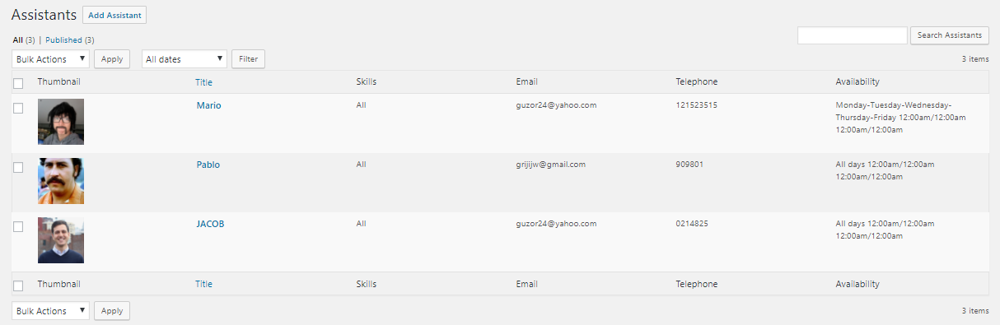 Assistants Add Assistant
All (3) | Published (3)
Search Assistants
Bulk Actions Apply All dates Filter 3 items
Thumbnail Title Skills Email Telephone Availability
Mario All guzor24@yahoo.com 121523515 Monday-Tuesday-Wednesday-
Thursday-Friday 12:00am/12:00am
12:00am/12:00am
Pablo All grijijw@gmail.com 909801 All days 12:00am/12:00am
12:00am/12:00am
JACOB All guzor24@yahoo.com 0214825 All days 12:00am/12:00am
12:00am/12:00am
Thumbnail Title Skills Email Telephone Availability
Bulk Actions Apply 3 items